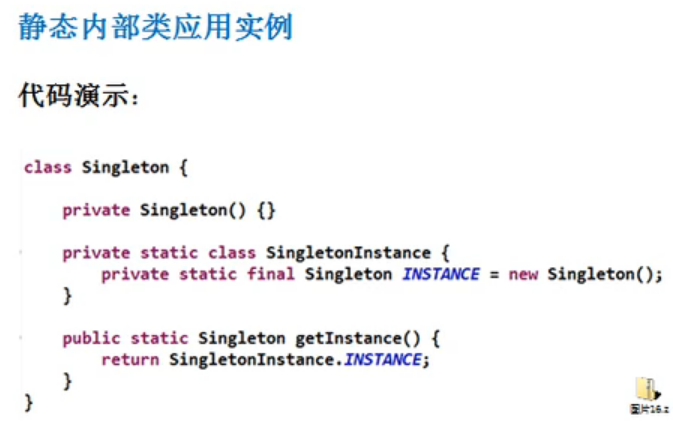 静态内部类应用实例
代码演示：
class Singleton {
private Singleton() {}
private static class SingletonInstance {
private static final Singleton INSTANCE = new Singleton();
}
public static Singleton getInstance() {
return SingletonInstance.INSTANCE;
}
}
图片16.z